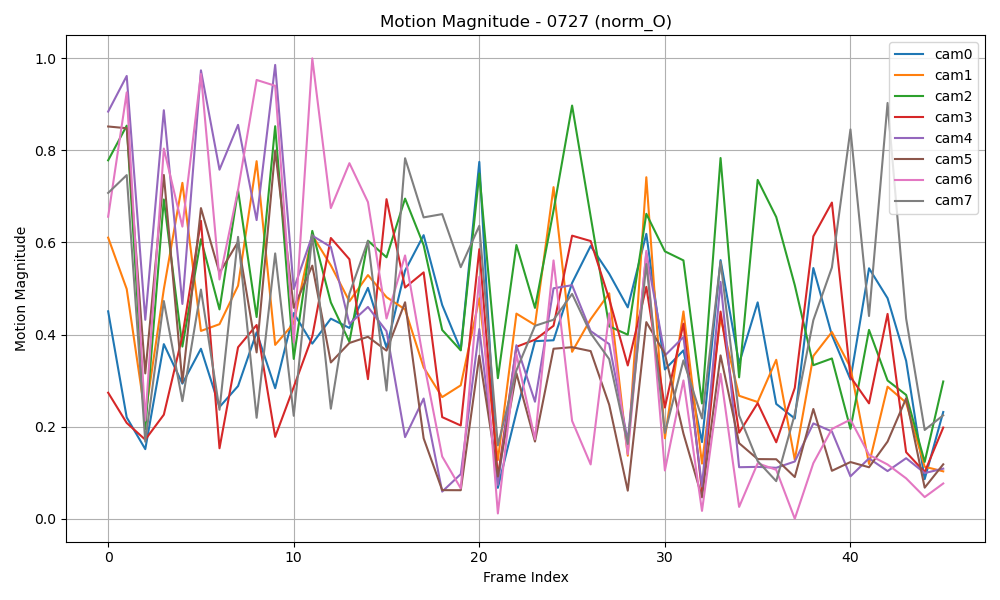 Motion Magnitude - 0727 (norm_O)
Motion Magnitude
1.0
0.8
0.6
0.4
0.2
0.0
0
10
20
30
40
Frame Index
cam0
cam1
cam2
cam3
cam4
cam5
cam6
cam7